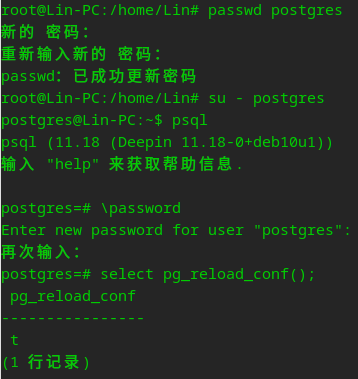 root@Lin-PC:/home/Lin# passwd postgres
新的 密码：
重新输入新的 密码：
passwd：已成功更新密码
root@Lin-PC:/home/Lin# su - postgres
postgres@Lin-PC:~$ psql
psql (11.18 (Deepin 11.18-0+deb10u1))
输入 "help" 来获取帮助信息.

postgres=# \password
Enter new password for user "postgres":
再次输入：
postgres=# select pg_reload_conf();
 pg_reload_conf
----------------
 t
(1 行记录)